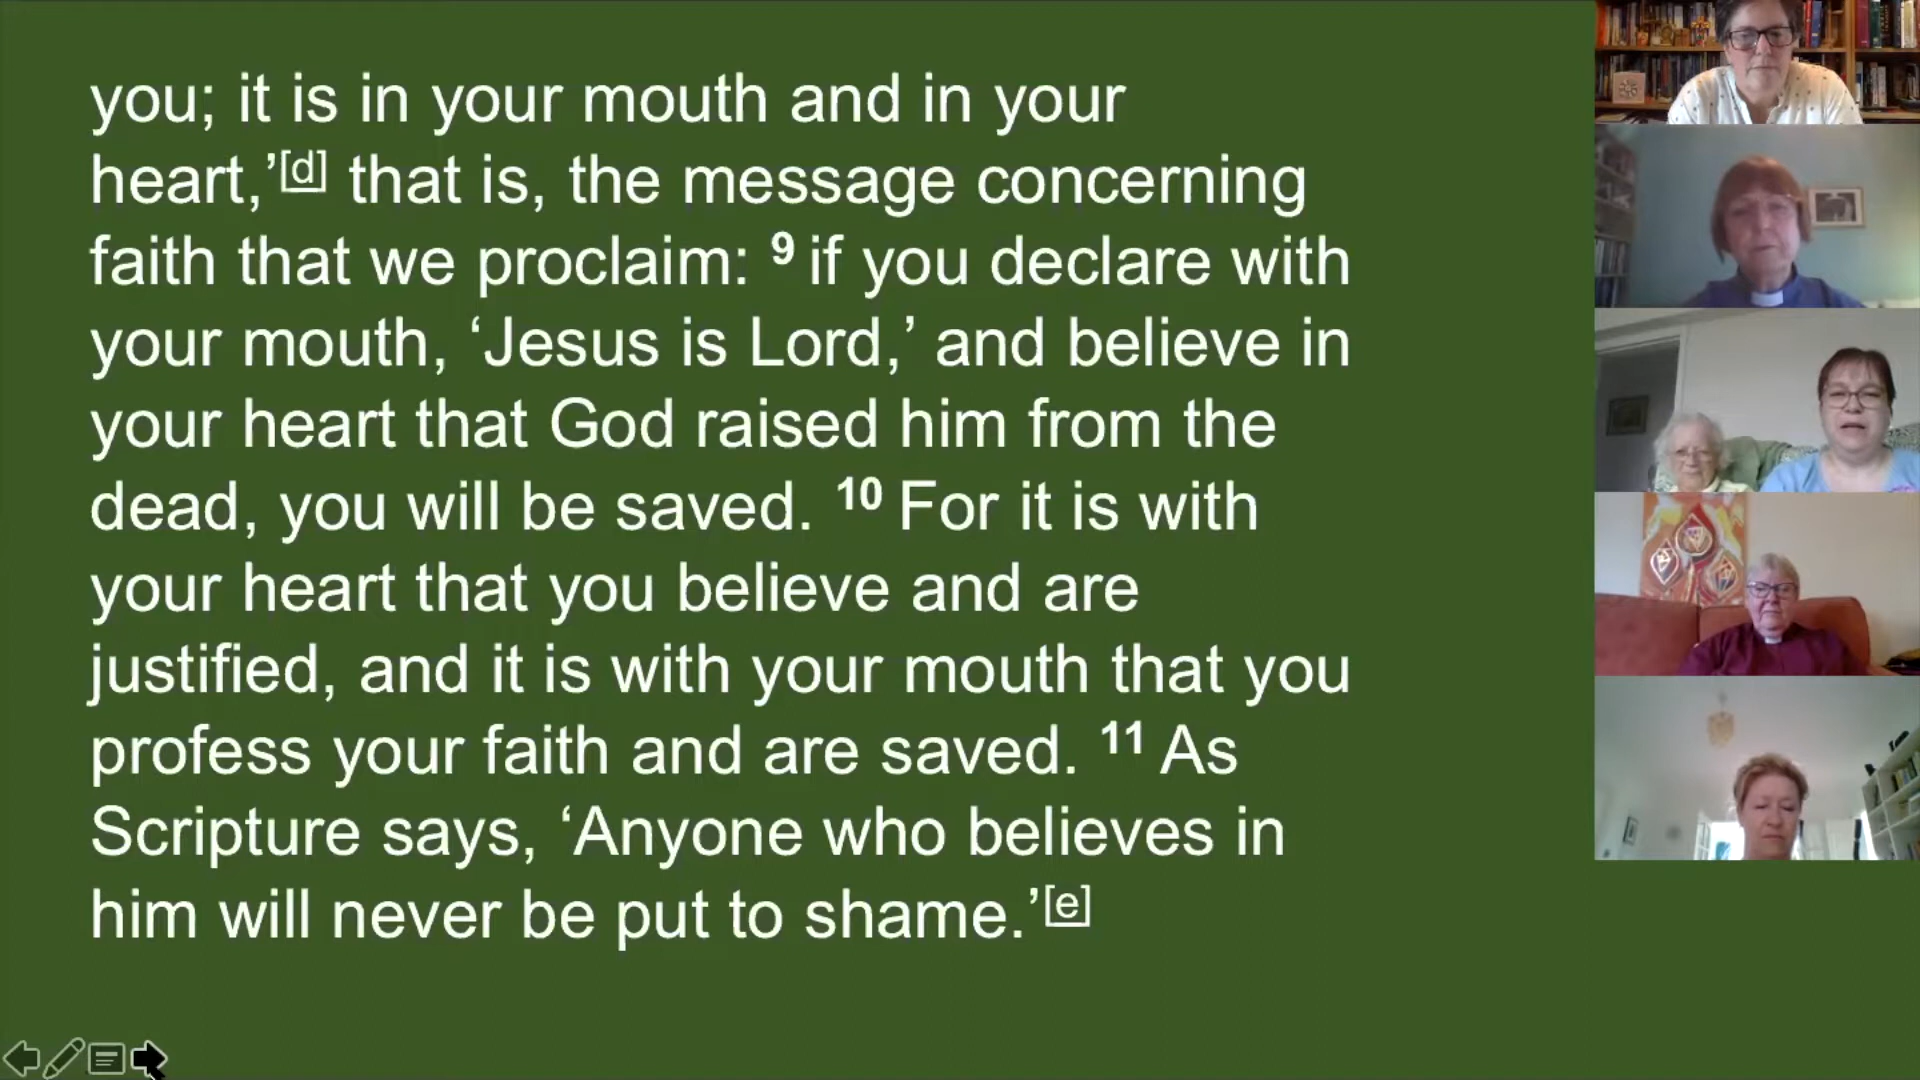 you; it is in your mouth and in your
heart,’[d] that is, the message concerning
faith that we proclaim: 9 if you declare with
your mouth, ‘Jesus is Lord,’ and believe in
your heart that God raised him from the
dead, you will be saved. 10 For it is with
your heart that you believe and are
justified, and it is with your mouth that you
profess your faith and are saved. 11 As
Scripture says, ‘Anyone who believes in
him will never be put to shame.’[e]